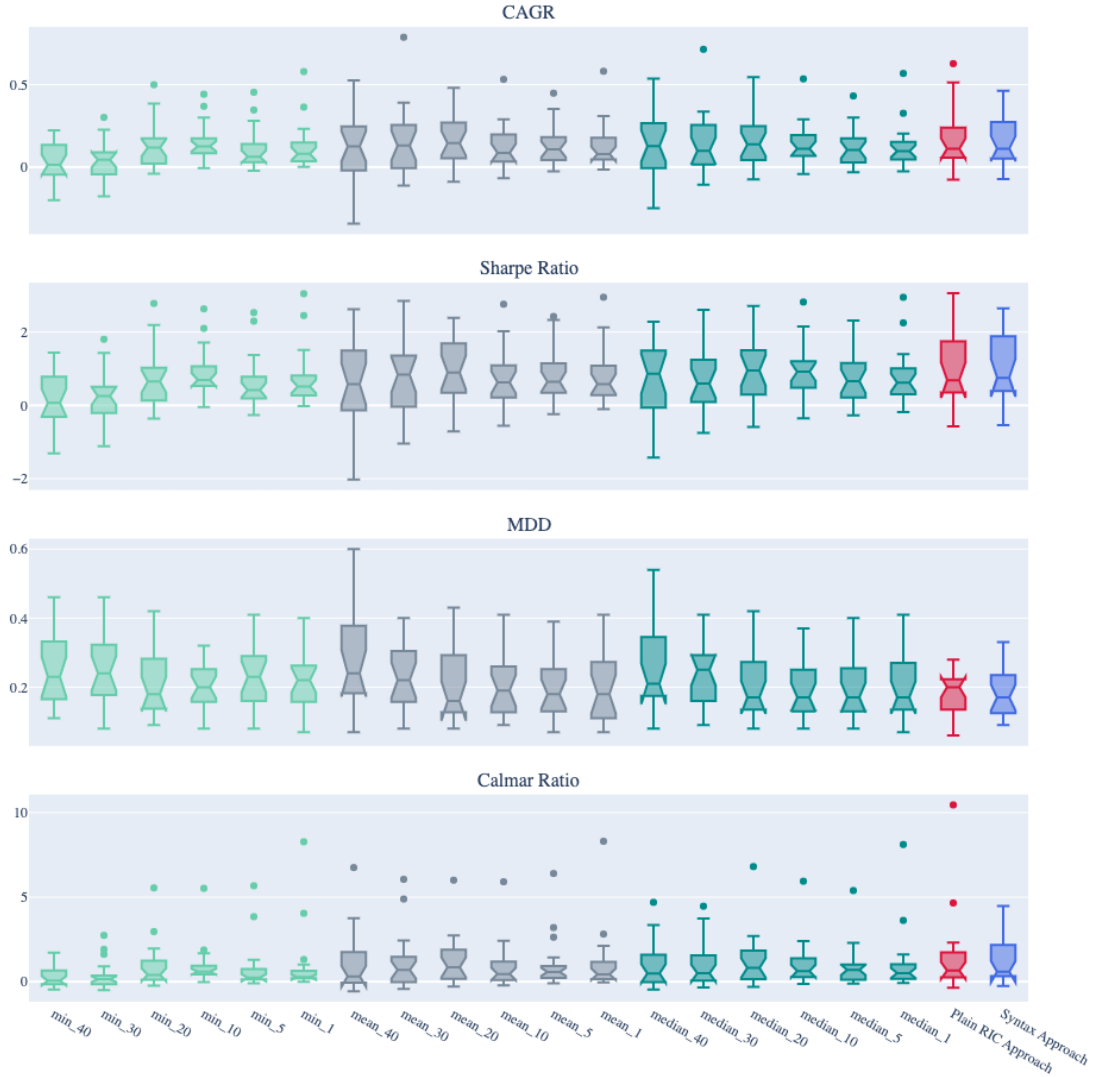 CAGR
0.5
0
Sharpe Ratio
2
0
−2
MDD
0.6
0.4
0.2
Calmar Ratio
10
5
0
min_40
min_30
min_20
min_10
min_5
min_1
mean_40
mean_30
mean_20
mean_10
mean_5
mean_1
median_40
median_30
median_20
median_10
median_5
median_1
Plain RIC Approach
Syntax Approach